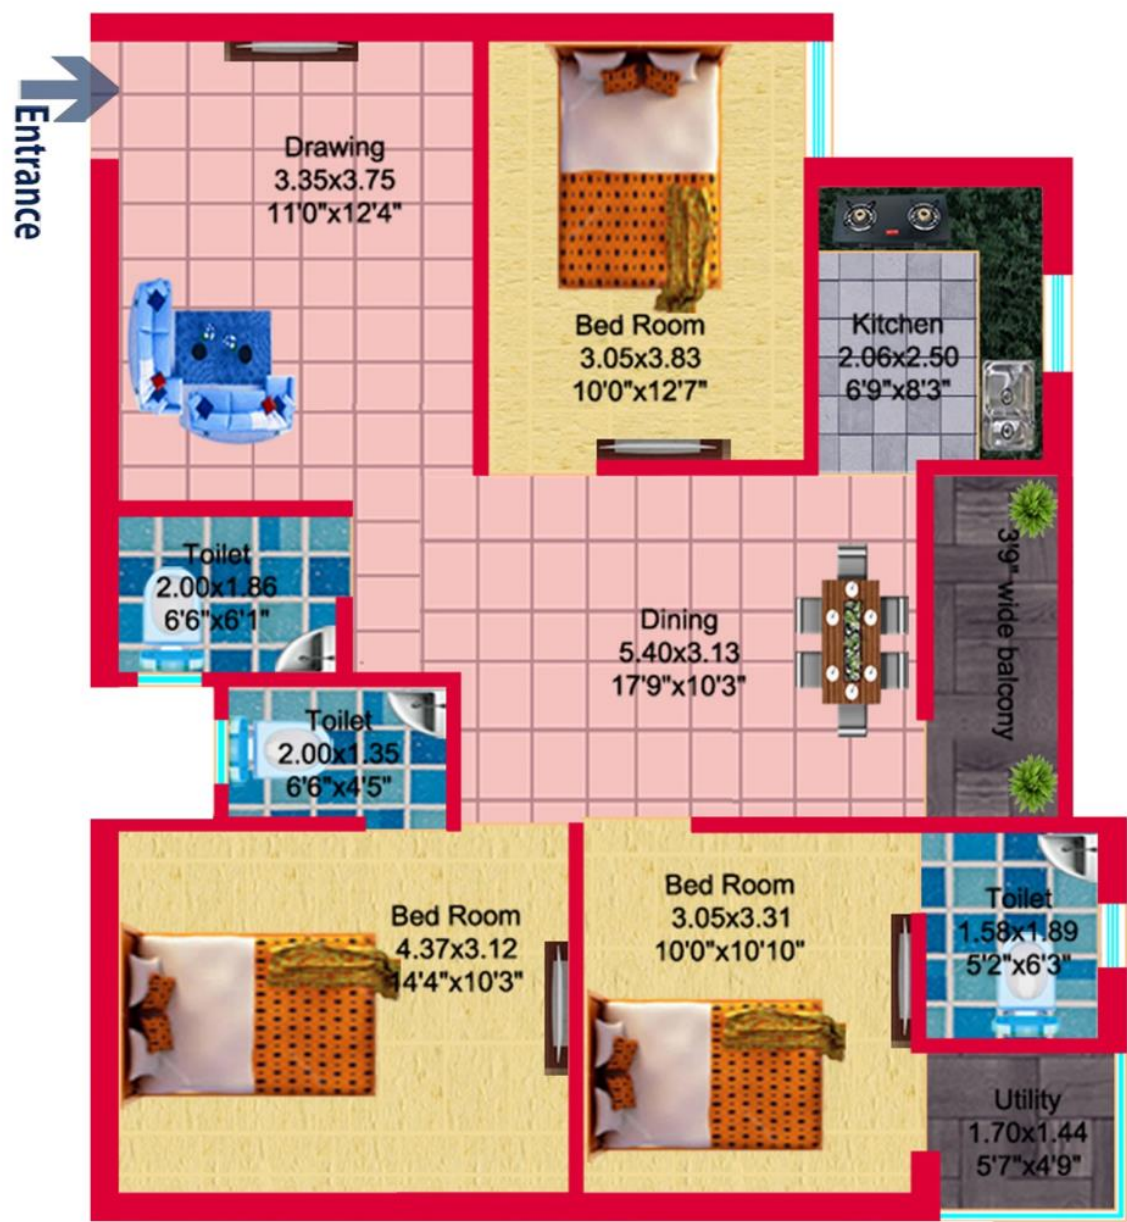 Entrance
Drawing
3.35x3.75
11'0"x12'4"
Bed Room
3.05x3.83
10'0"x12'7"
Kitchen
2.06x2.50
6'9"x8'3"
Toilet
2.00x1.86
6'6"x6'1"
Dining
5.40x3.13
17'9"x10'3"
3'9" wide balcony
Toilet
2.00x1.35
6'6"x4'5"
Bed Room
4.37x3.12
14'4"x10'3"
Bed Room
3.05x3.31
10'0"x10'10"
Toilet
1.58x1.89
5'2"x6'3"
Utility
1.70x1.44
5'7"x4'9"